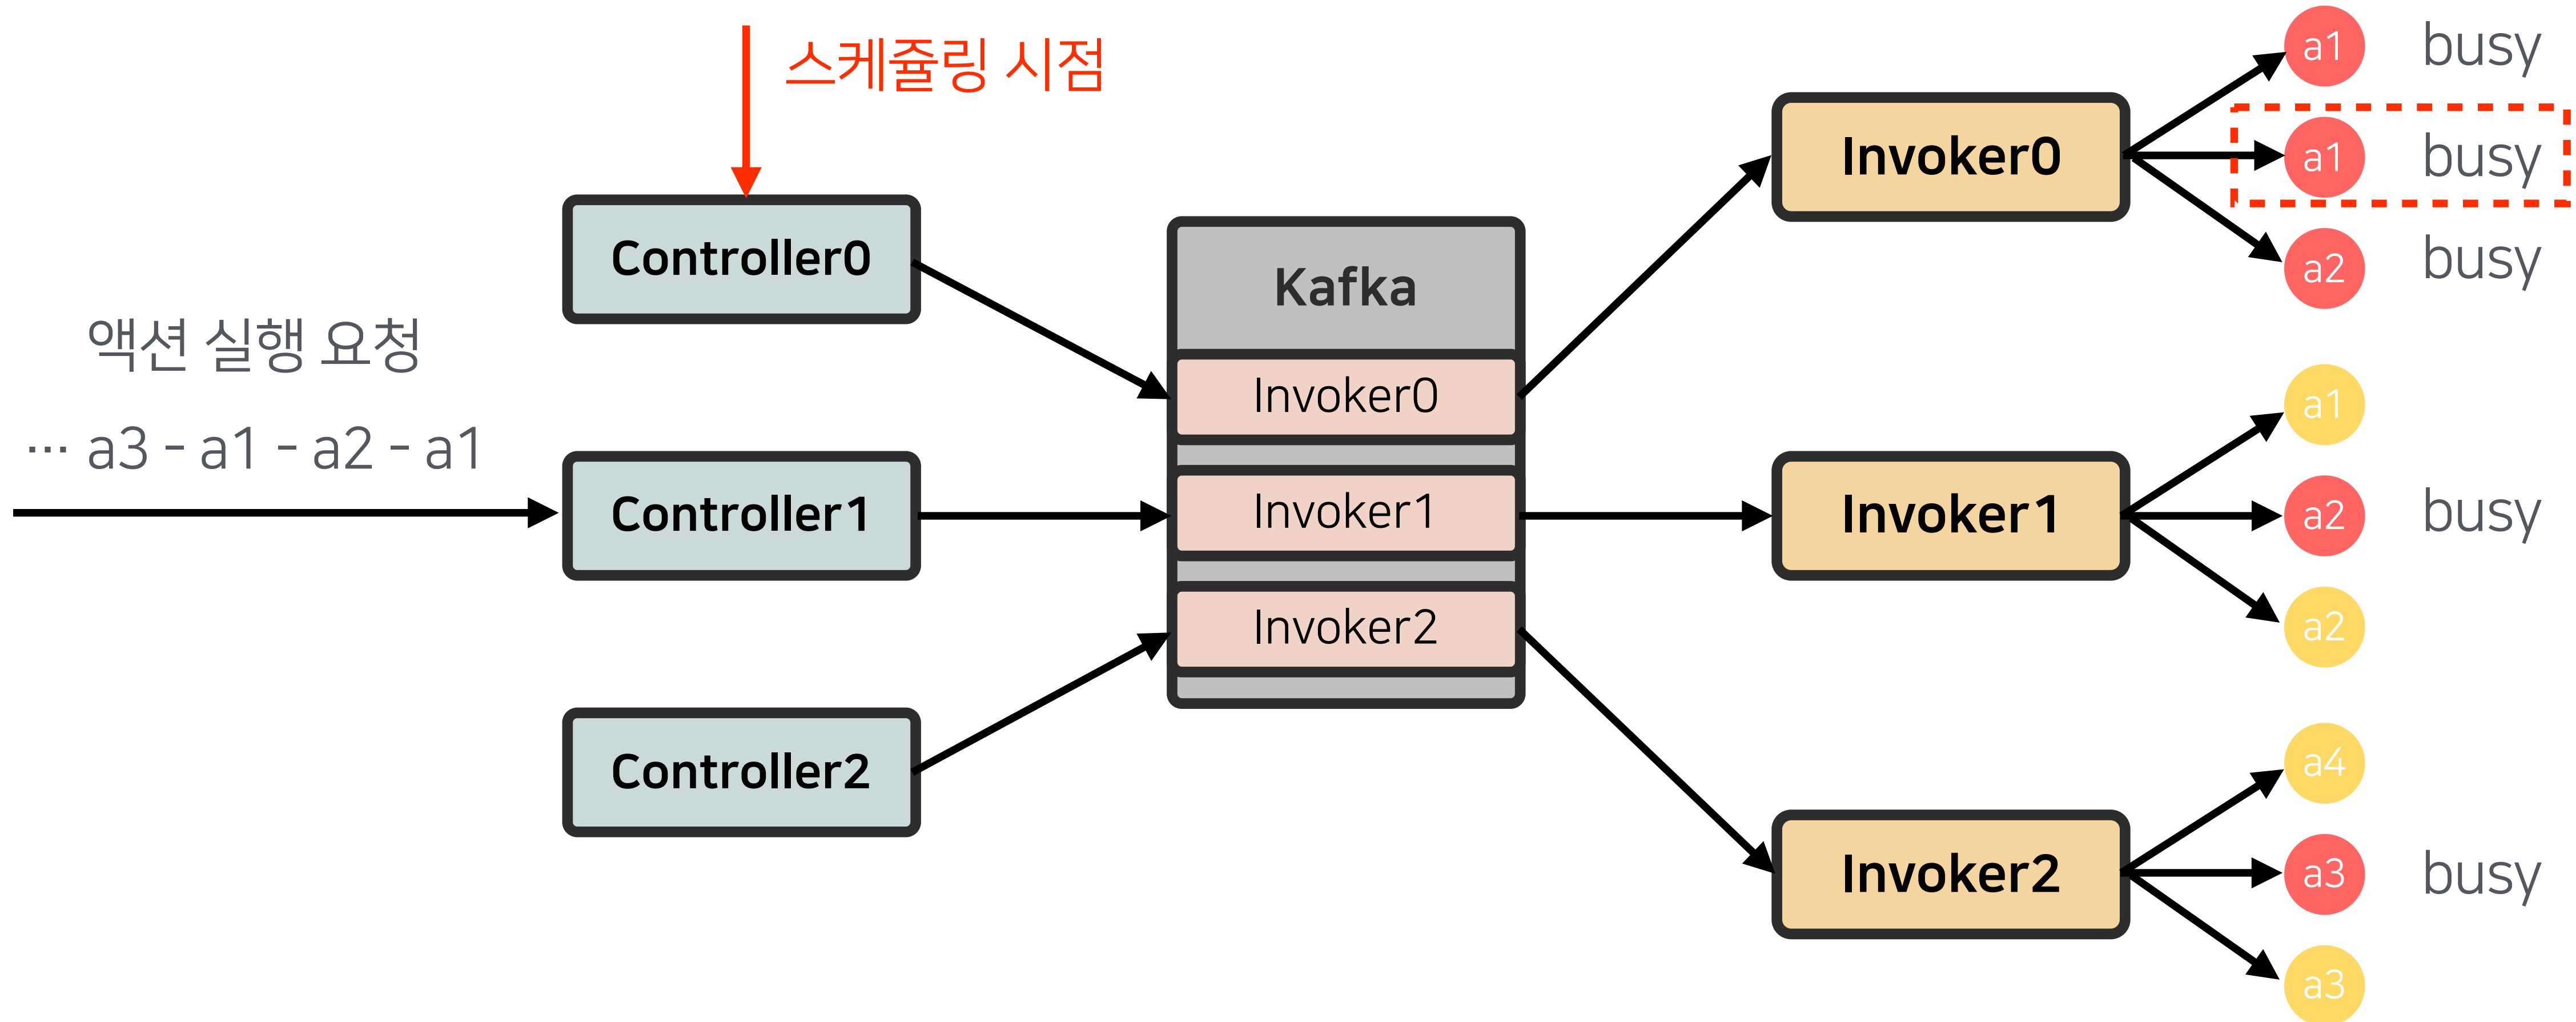 스케쥴링 시점
액션 실행 요청
··· a3 - a1 - a2 - a1
Controller0
Controller1
Controller2
Kafka
Invoker0
Invoker1
Invoker2
Invoker0
a1 busy
a1 busy
a2 busy
Invoker1
a1
a2 busy
a2
Invoker2
a4
a3 busy
a3